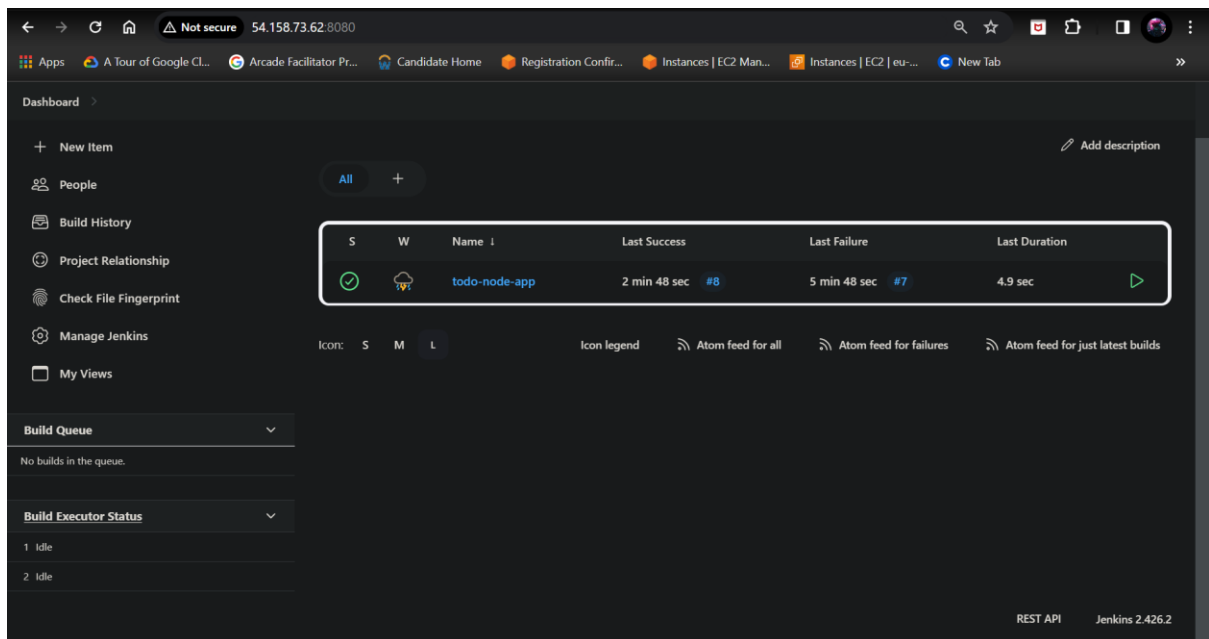 Not secure 54.158.73.62:8080
Apps A Tour of Google Cl... Arcade Facilitator Pr... Candidate Home Registration Confir... Instances | EC2 Man... Instances | EC2 | eu-... New Tab »
Dashboard
New Item
People
Build History
Project Relationship
Check File Fingerprint
Manage Jenkins
My Views
Build Queue
No builds in the queue.
Build Executor Status
1 Idle
2 Idle
Add description
All +
S W Name ↓ Last Success Last Failure Last Duration
todo-node-app 2 min 48 sec #8 5 min 48 sec #7 4.9 sec
Icon: S M L Icon legend Atom feed for all Atom feed for failures Atom feed for just latest builds
REST API Jenkins 2.426.2